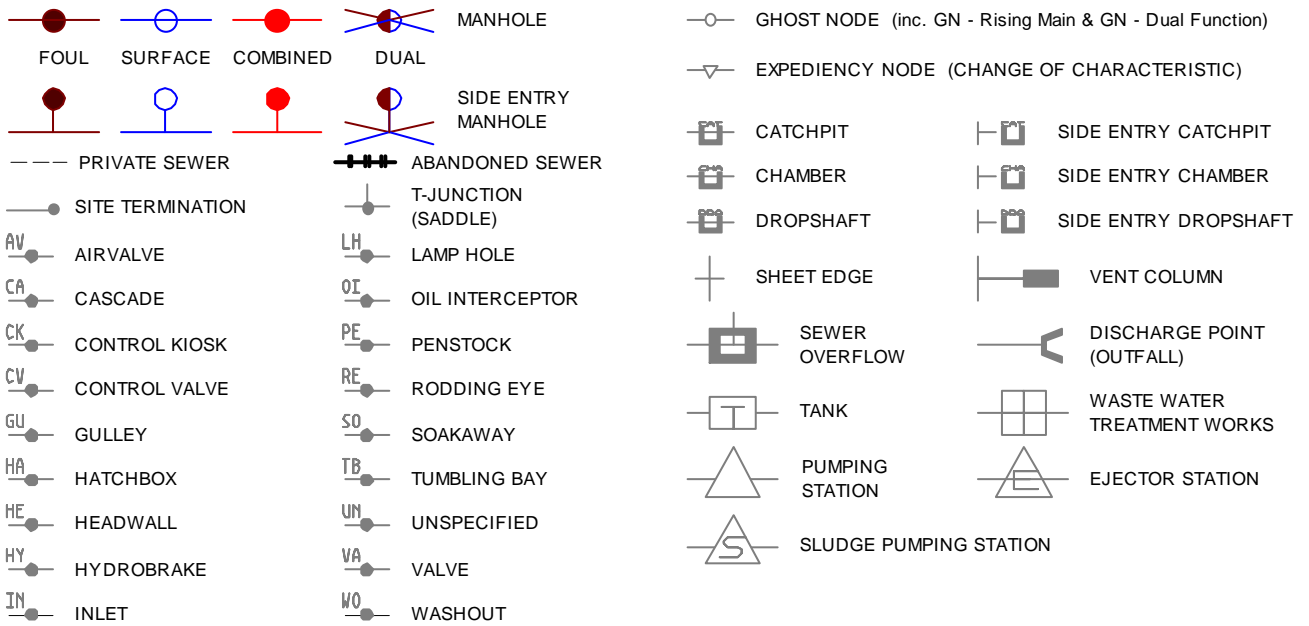 MANHOLE
FOUL SURFACE COMBINED DUAL
SIDE ENTRY
MANHOLE
PRIVATE SEWER
ABANDONED SEWER
SITE TERMINATION
T-JUNCTION
(SADDLE)
AV AIRVALVE
LH LAMP HOLE
CA CASCADE
OI OIL INTERCEPTOR
CK CONTROL KIOSK
PE PENSTOCK
CV CONTROL VALVE
RE RODDING EYE
GU GULLEY
SO SOAKAWAY
HA HATCHBOX
TB TUMBLING BAY
HE HEADWALL
UN UNSPECIFIED
HY HYDROBRAKE
VA VALVE
IN INLET
WO WASHOUT
GHOST NODE (inc. GN - Rising Main & GN - Dual Function)
EXPEDIENCY NODE (CHANGE OF CHARACTERISTIC)
CATCHPIT
SIDE ENTRY CATCHPIT
CHAMBER
SIDE ENTRY CHAMBER
DROPSHAFT
SIDE ENTRY DROPSHAFT
SHEET EDGE
VENT COLUMN
SEWER
OVERFLOW
DISCHARGE POINT
(OUTFALL)
T TANK
WASTE WATER
TREATMENT WORKS
PUMPING
STATION
E EJECTOR STATION
S SLUDGE PUMPING STATION